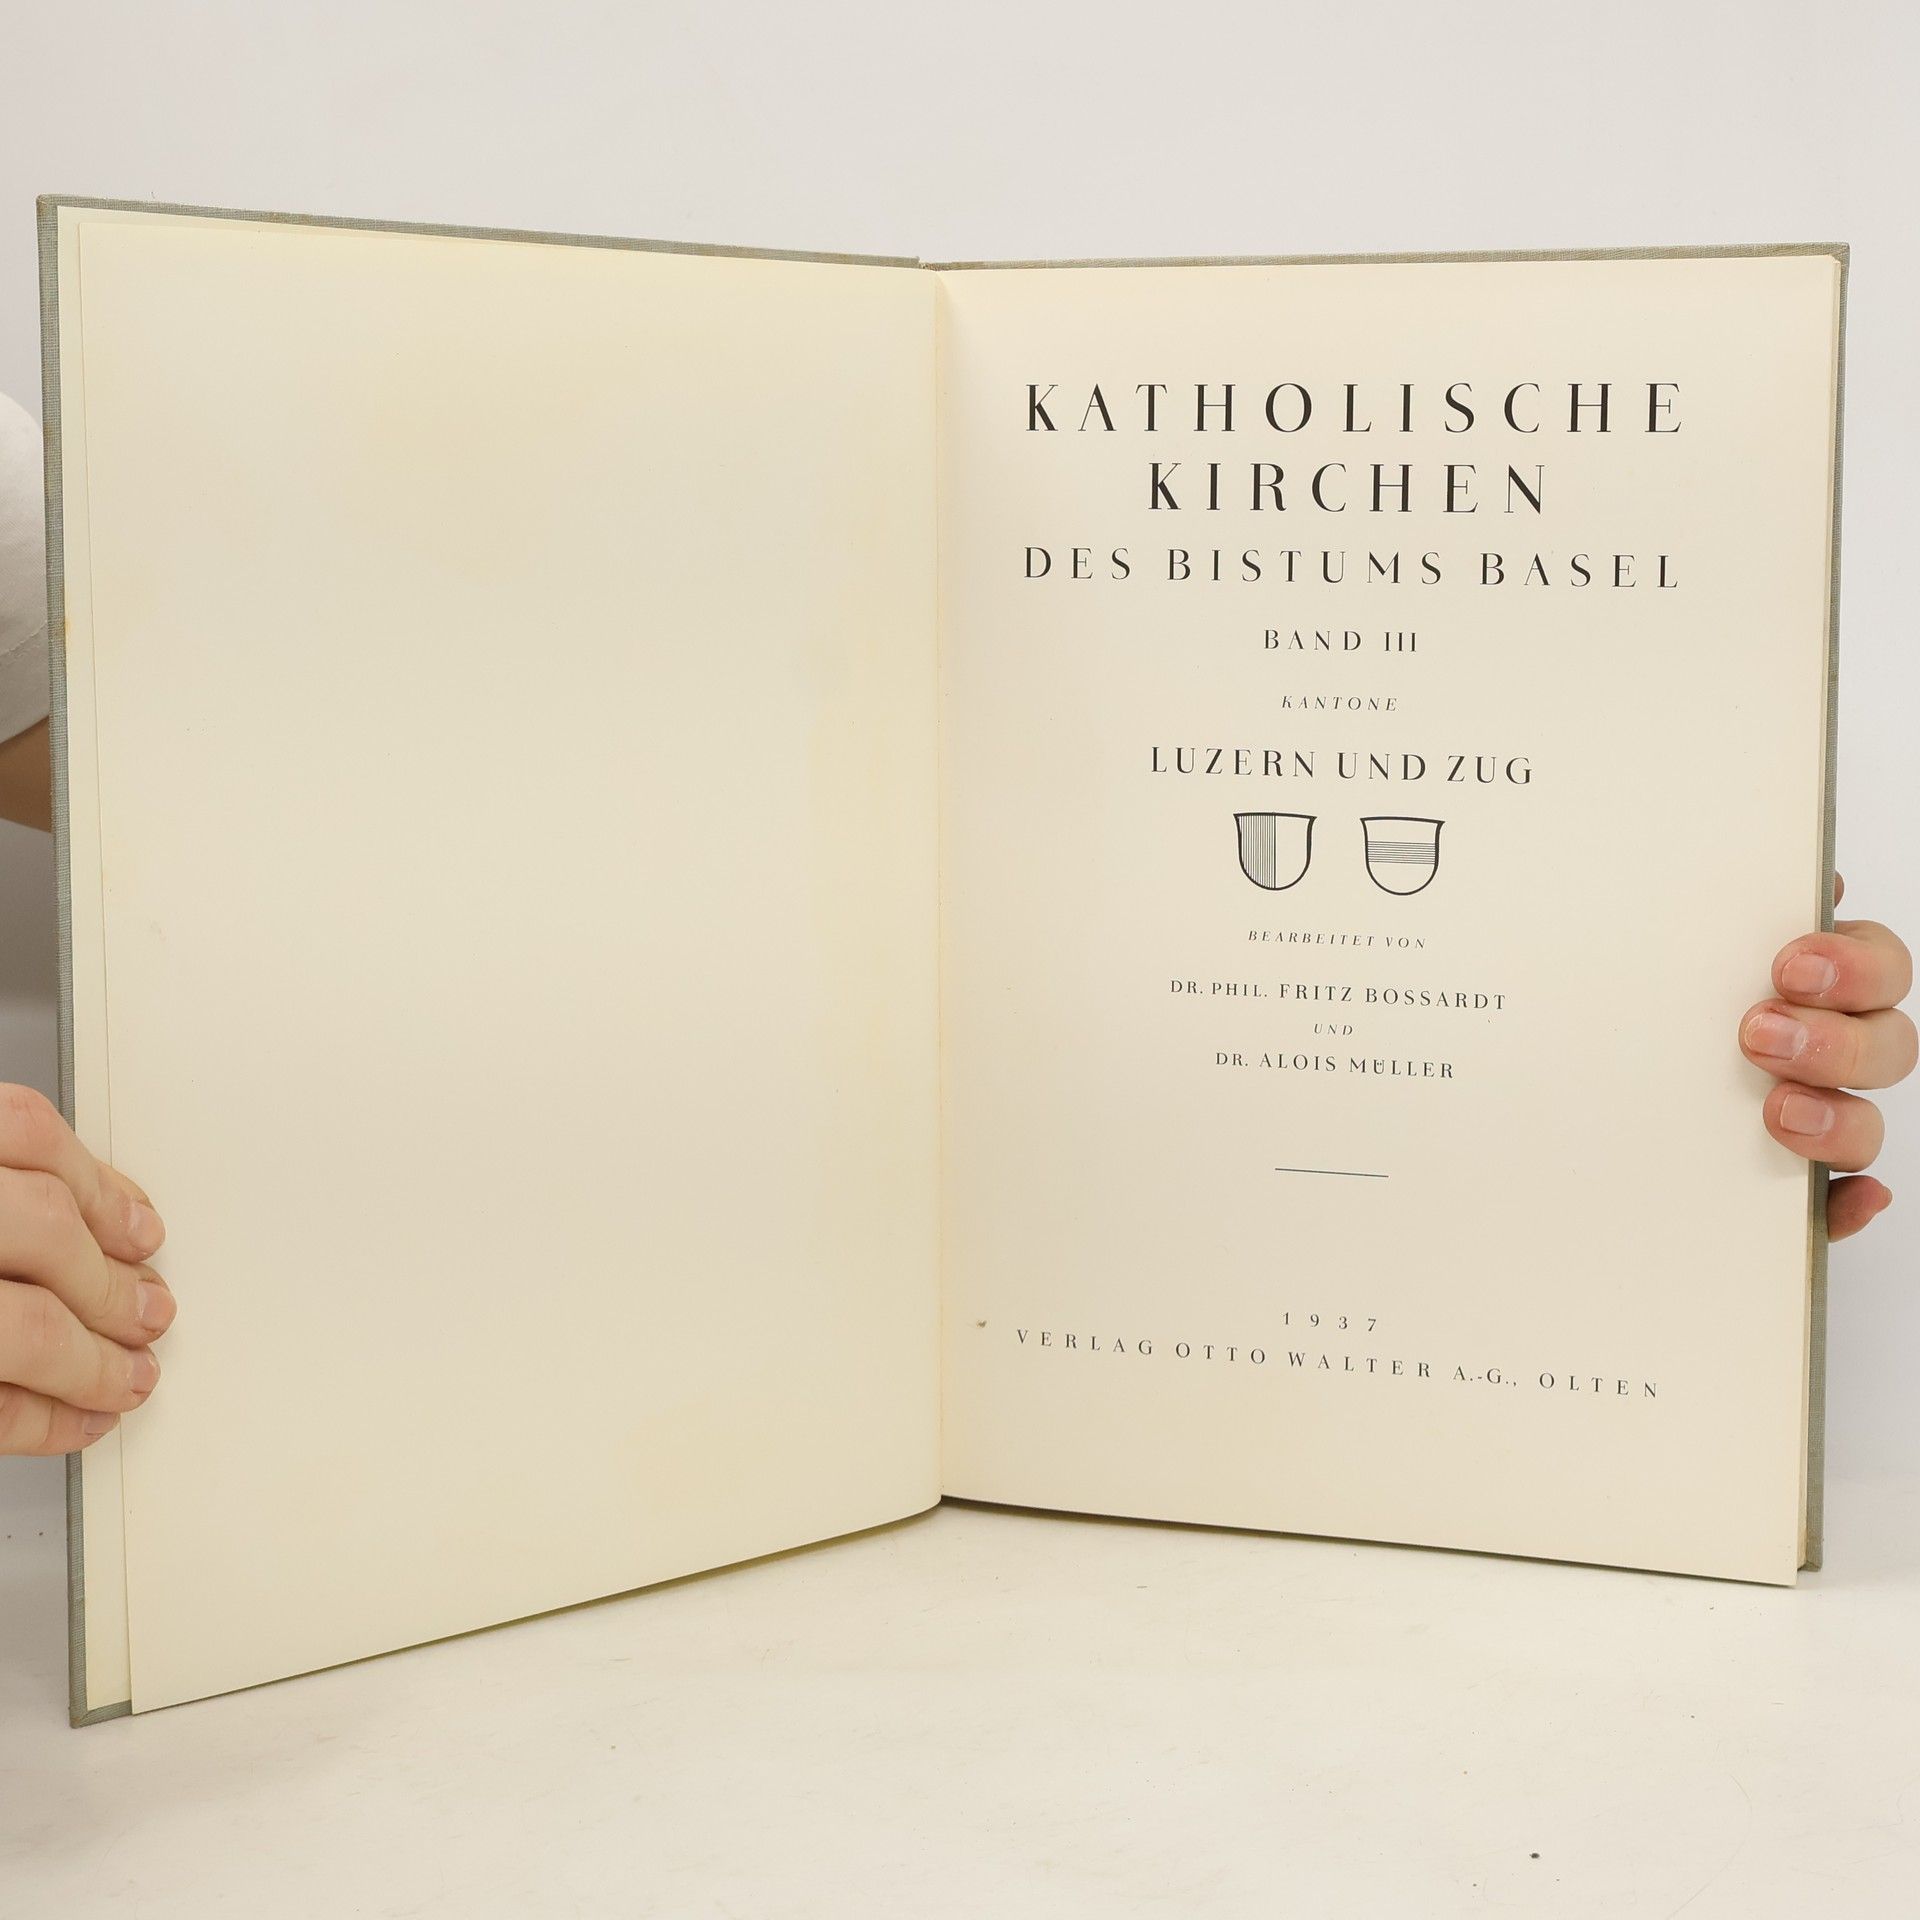 KATHOLISCHE
KIRCHEN
DES BISTUMS BASEL
BAND III
KANTONE
LUZERN UND ZUG
BEARBEITET VON
DR. PHIL. FRITZ BOSSARDT
UND
DR. ALOIS MÜLLER
1937
VERLAG OTTO WALTER A.-G., OLTEN